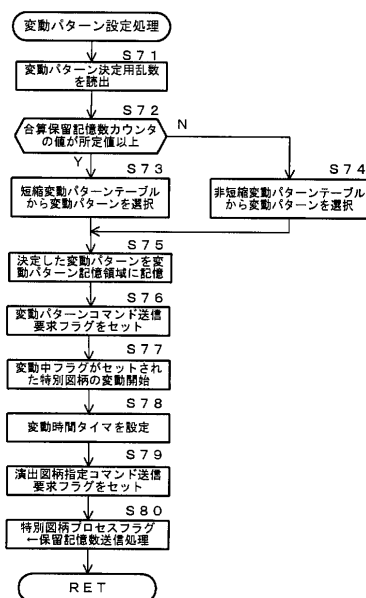 変動パターン設定処理
S71
変動パターン決定用乱数
を読出
S72
合算保留記憶数カウンタ
の値が所定値以上
N
Y
S73
短縮変動パターンテーブル
から変動パターンを選択
S74
非短縮変動パターンテーブル
から変動パターンを選択
S75
決定した変動パターンを変
動パターン記憶領域に記憶
S76
変動パターンコマンド送信
要求フラグをセット
S77
変動中フラグがセットされ
た特別図柄の変動開始
S78
変動時間タイマを設定
S79
演出図柄指定コマンド送信
要求フラグをセット
S80
特別図柄プロセスフラグ
←保留記憶数送信処理
RET